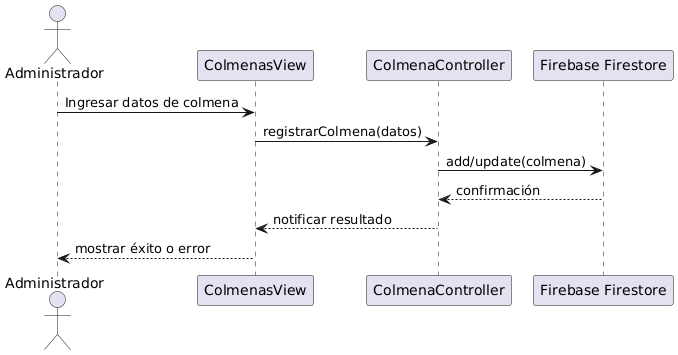 Administrador
ColmenasView
ColmenaController
Firebase Firestore
Ingresar datos de colmena
registrarColmena(datos)
add/update(colmena)
confirmación
notificar resultado
mostrar éxito o error
Administrador
ColmenasView
ColmenaController
Firebase Firestore